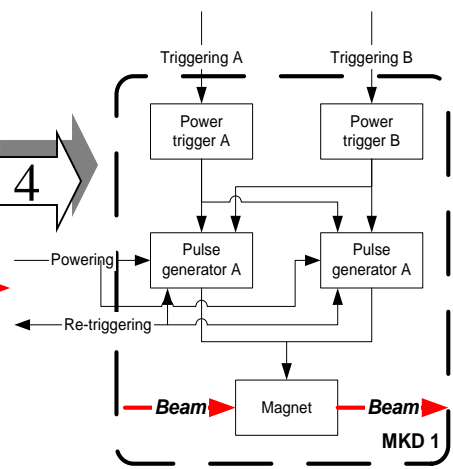 Triggering A
Triggering B
Power
trigger A
Power
trigger B
4
Powering
Pulse
generator A
Pulse
generator A
Re-triggering
Beam
Magnet
Beam
MKD 1